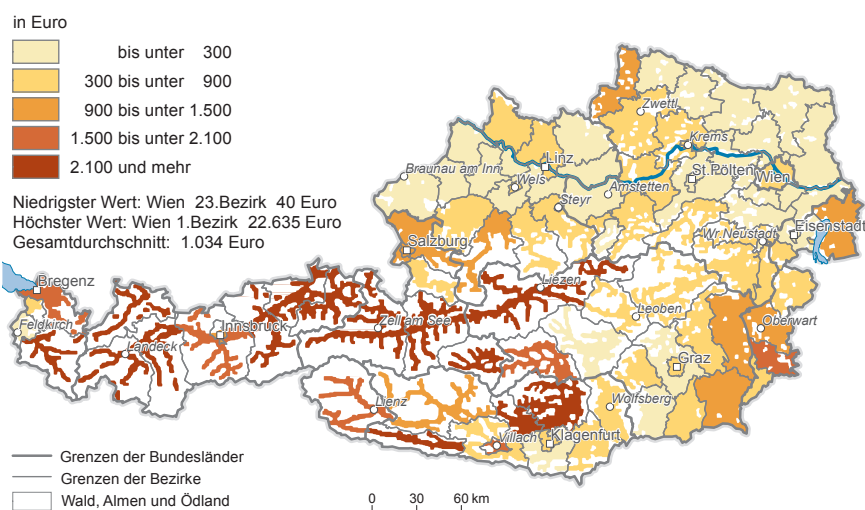 in Euro
bis unter 300
300 bis unter 900
900 bis unter 1.500
1.500 bis unter 2.100
2.100 und mehr
Niedrigster Wert: Wien 23.Bezirk 40 Euro
Höchster Wert: Wien 1.Bezirk 22.635 Euro
Gesamtdurchschnitt: 1.034 Euro
Zwettl
Krems
Linz
Braunau am Inn
Wels
St.Pölten
Wien
Steyr
Amstetten
Eisenstadt
Wr.Neustadt
Salzburg
Bregenz
Liezen
Leoben
Feldkirch
Innsbruck
Zell am See
Oberwart
Landeck
Graz
Lienz
Wolfsberg
Villach
Klagenfurt
Grenzen der Bundesländer
Grenzen der Bezirke
Wald, Almen und Ödland
0 30 60 km